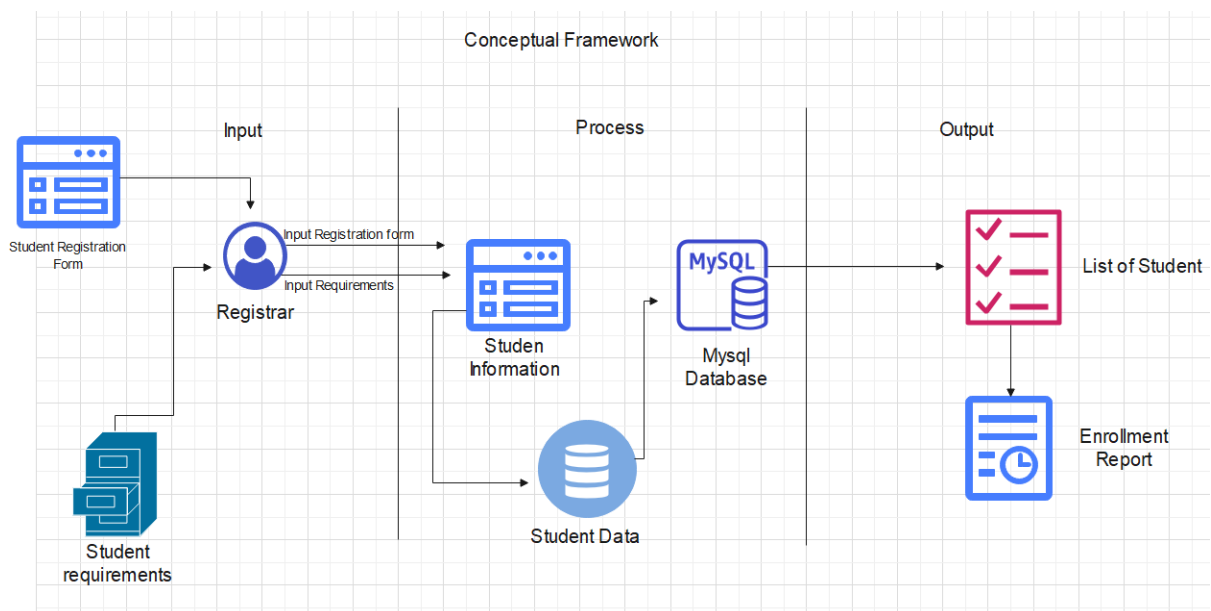 Conceptual Framework
Input
Process
Output
Student Registration
Form
Registrar
Input Registration form
Input Requirements
Student
requirements
Studen
Information
Student Data
MySQL
Mysql
Database
List of Student
Enrollment
Report